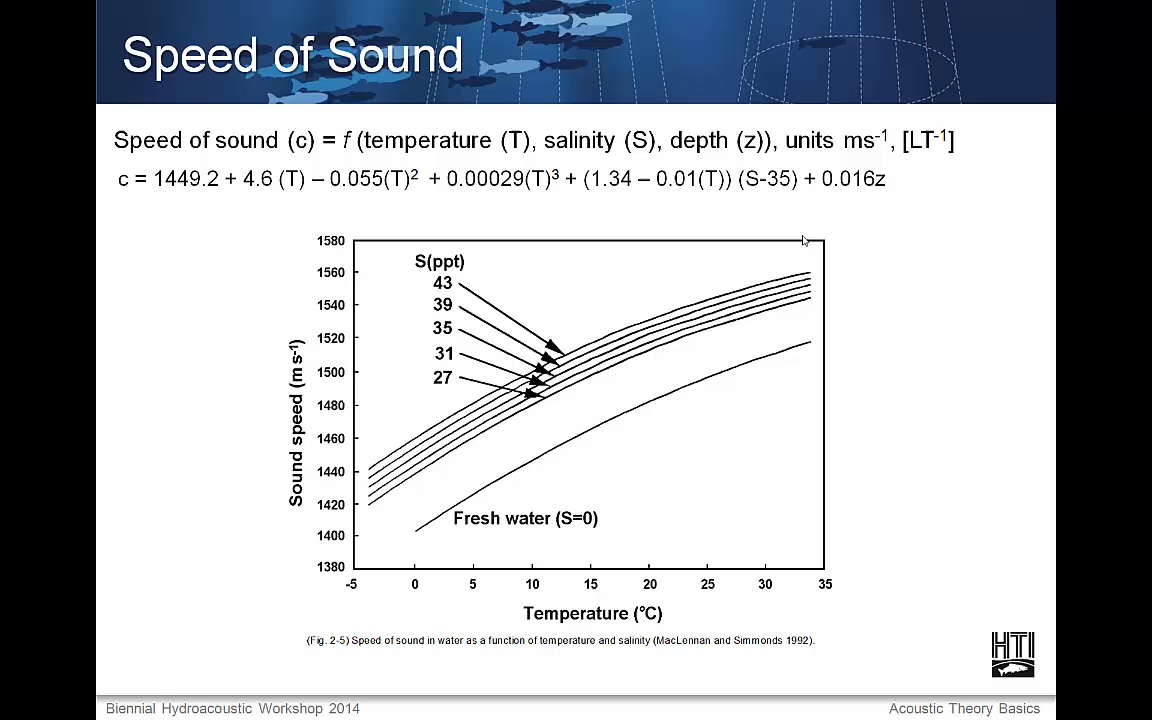 Speed of Sound
Speed of sound (c) = f (temperature (T), salinity (S), depth (z)), units ms-1, [LT-1]
c = 1449.2 + 4.6 (T) – 0.055(T)2 + 0.00029(T)3 + (1.34 – 0.01(T)) (S-35) + 0.016z
1580
1560
1540
1520
1500
1480
1460
1440
1420
1400
1380
Sound speed (m s-1)
S(ppt)
43
39
35
31
27
Fresh water (S=0)
-5 0 5 10 15 20 25 30 35
Temperature (°C)
(Fig. 2-5) Speed of sound in water as a function of temperature and salinity (MacLennan and Simmonds 1992).
HTI
Biennial Hydroacoustic Workshop 2014
Acoustic Theory Basics